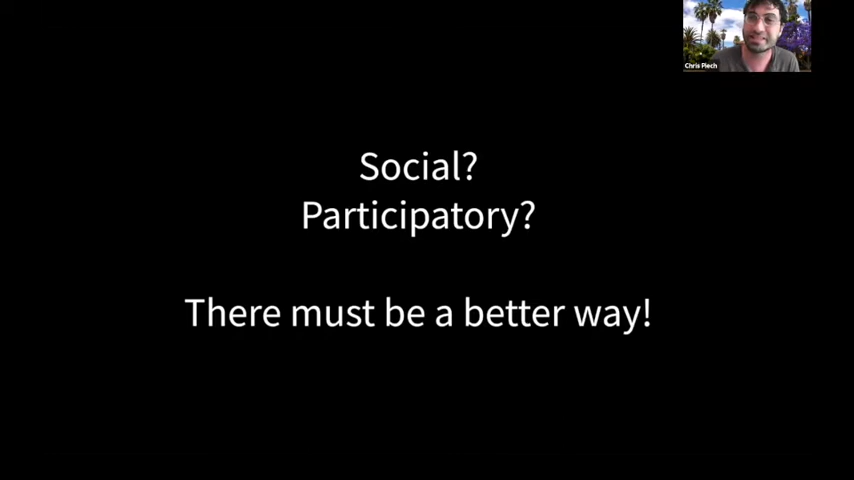 Chris Piech
Social?
Participatory?
There must be a better way!